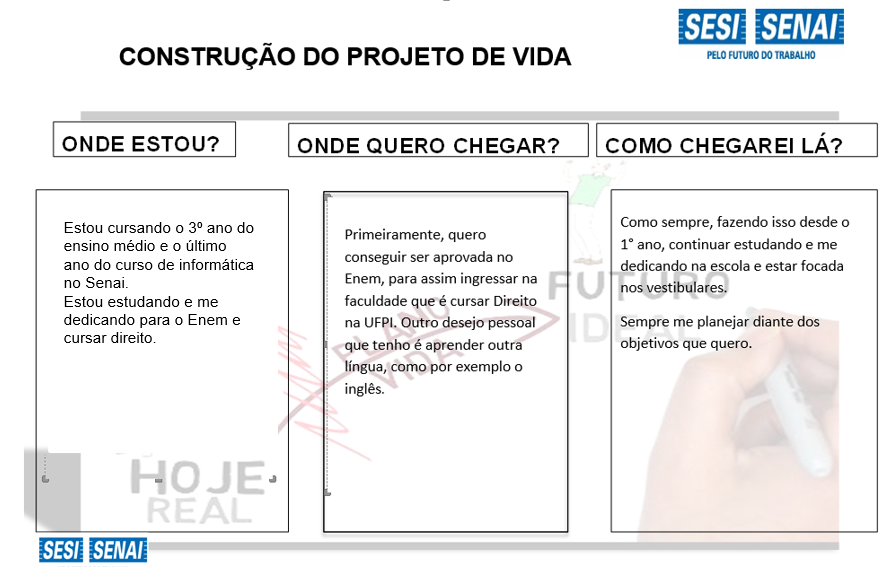 SESI SENAI
PELO FUTURO DO TRABALHO
CONSTRUÇÃO DO PROJETO DE VIDA
ONDE ESTOU?
ONDE QUERO CHEGAR?
COMO CHEGAREI LÁ?
Estou cursando o 3º ano do
ensino médio e o último
ano do curso de informática
no Senai.
Estou estudando e me
dedicando para o Enem e
cursar direito.
Primeiramente, quero
conseguir ser aprovada no
Enem, para assim ingressar na
faculdade que é cursar Direito
na UFPI. Outro desejo pessoal
que tenho é aprender outra
língua, como por exemplo o
inglês.
Como sempre, fazendo isso desde o
1° ano, continuar estudando e me
dedicando na escola e estar focada
nos vestibulares.
Sempre me planejar diante dos
objetivos que quero.
FUTURO
IDEAL
PLANO
VIDA
HOJE
REAL
SESI SENAI